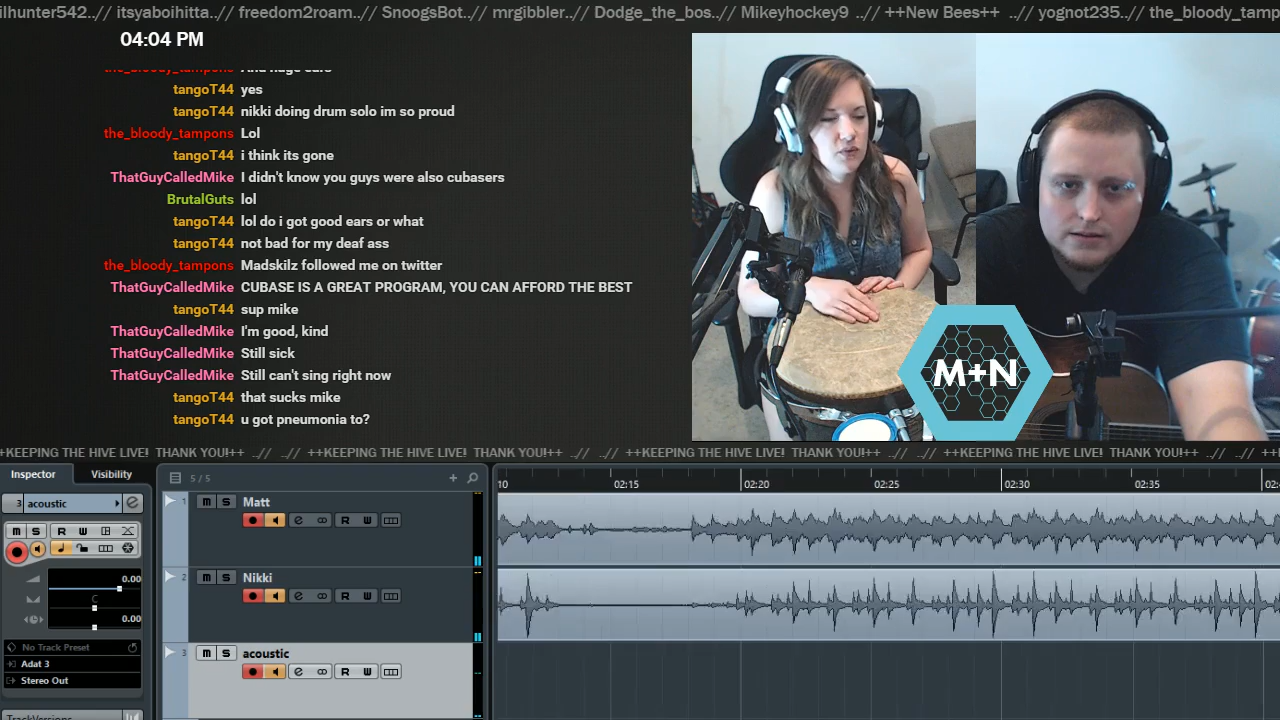 ilhunter542..// itsyaboihitta..// freedom2roam..// SnoogsBot..// mrgibbler..// Dodge_the_bos..// Mikeyhockey9 ..// ++New Bees++ ..// yognot235..// the_bloody_tamp
04:04 PM
the_bloody_tampons And huge ears
tangoT44 yes
tangoT44 nikki doing drum solo im so proud
the_bloody_tampons Lol
tangoT44 i think its gone
ThatGuyCalledMike I didn't know you guys were also cubasers
BrutalGuts lol
tangoT44 lol do i got good ears or what
tangoT44 not bad for my deaf ass
the_bloody_tampons Madskilz followed me on twitter
ThatGuyCalledMike CUBASE IS A GREAT PROGRAM, YOU CAN AFFORD THE BEST
tangoT44 sup mike
ThatGuyCalledMike I'm good, kind
ThatGuyCalledMike Still sick
ThatGuyCalledMike Still can't sing right now
tangoT44 that sucks mike
tangoT44 u got pneumonia to?
M+N
+KEEPING THE HIVE LIVE! THANK YOU!++ ..// ..// ++KEEPING THE HIVE LIVE! THANK YOU!++ ..// ..// ++KEEPING THE HIVE LIVE! THANK YOU!++ ..// ..// ++KEEPING THE HIVE LIVE! THANK YOU!++ ..// ..// ++
Inspector Visibility
5 / 5
10 02:15 02:20 02:25 02:30 02:35 02:4
3 acoustic e
M S R W
0.00
C
0.00
No Track Preset
Adat 3
Stereo Out
TrackVersions
1 M S Matt
e R W
2 M S Nikki
e R W
3 M S acoustic
e R W